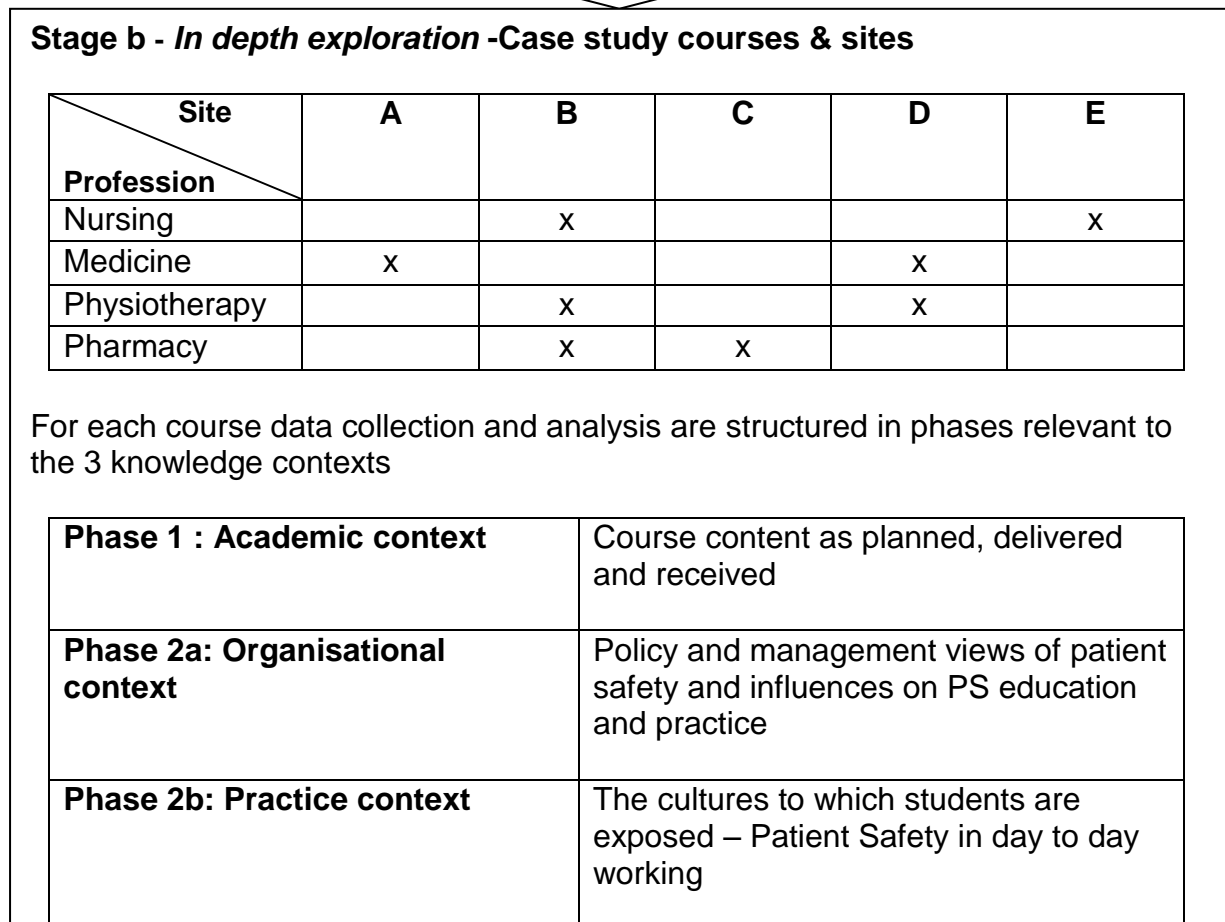 Stage b - In depth exploration -Case study courses & sites
Site A B C D E
Profession
Nursing x x
Medicine x x
Physiotherapy x x
Pharmacy x x
For each course data collection and analysis are structured in phases relevant to
the 3 knowledge contexts
Phase 1 : Academic context Course content as planned, delivered
and received
Phase 2a: Organisational Policy and management views of patient
context safety and influences on PS education
and practice
Phase 2b: Practice context The cultures to which students are
exposed – Patient Safety in day to day
working